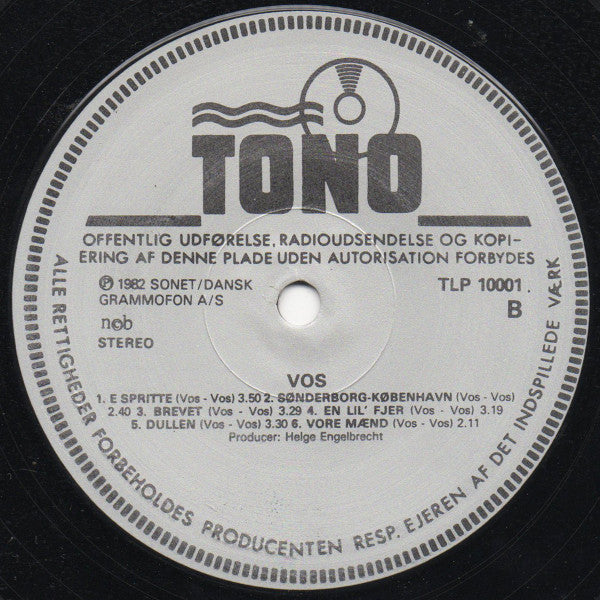 TONO
OFFENTLIG UDFØRELSE, RADIOUDSENDELSE OG KOPI-
ERING AF DENNE PLADE UDEN AUTORISATION FORBYDES
℗ 1982 SONET/DANSK
GRAMMOFON A/S
TLP 10001
B
ncb
STEREO
VOS
1. E SPRITTE (Vos - Vos) 3.50 2. SØNDERBORG-KØBENHAVN (Vos - Vos)
2.40 3. BREVET (Vos - Vos) 3.29 4. EN LIL' FJER (Vos - Vos) 3.19
5. DULLEN (Vos - Vos) 3.30 6. VORE MÆND (Vos - Vos) 2.11
Producer: Helge Engelbrecht
ALLE RETTIGHEDER FORBEHOLDES PRODUCENTEN RESP. EJEREN AF DET INDSPILLEDE VÆRK